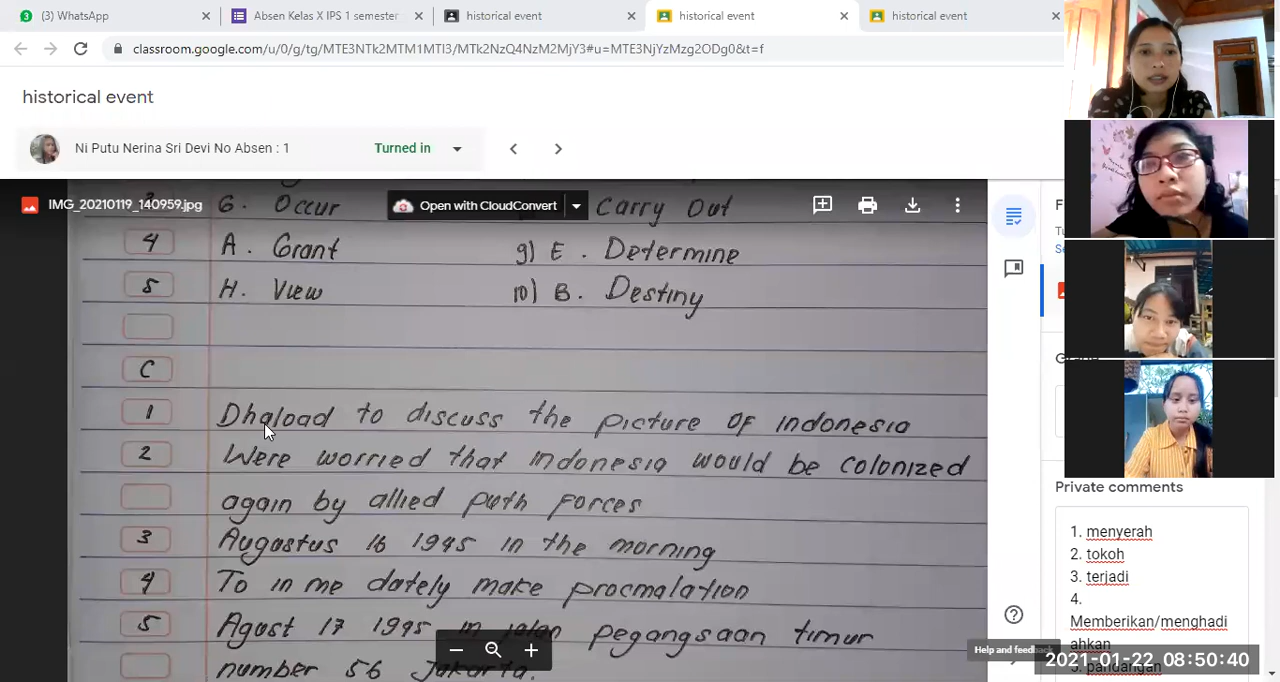 (3) WhatsApp
Absen Kelas X IPS 1 semester
historical event
historical event
historical event
classroom.google.com/u/0/g/tg/MTE3NTk2MTM1MTI3/MTk2NzQ4NzM2MjY3#u=MTE3NjYzMzg2ODg0&t=f
historical event
Ni Putu Nerina Sri Devi No Absen : 1
Turned in
IMG_20210119_140959.jpg
Open with CloudConvert
G. Occur
Carry Out
4 A. Grant 9) E. Determine
5 H. View 10) B. Destiny
C
1 Dhaload to discuss the picture OF indonesia
2 Were worried that indonesia would be colonized
again by allied puth forces
3 Augustus 16 1945 in the morning
4 To in me dately make procmalation
5 Agust 17 1945 in jalan pegangsaan timur
number 56 Jakarta.
Private comments
1. menyerah
2. tokoh
3. terjadi
4.
Memberikan/menghadi
ahkan
5. pandangan
Help and feedback
2021-01-22 08:50:40